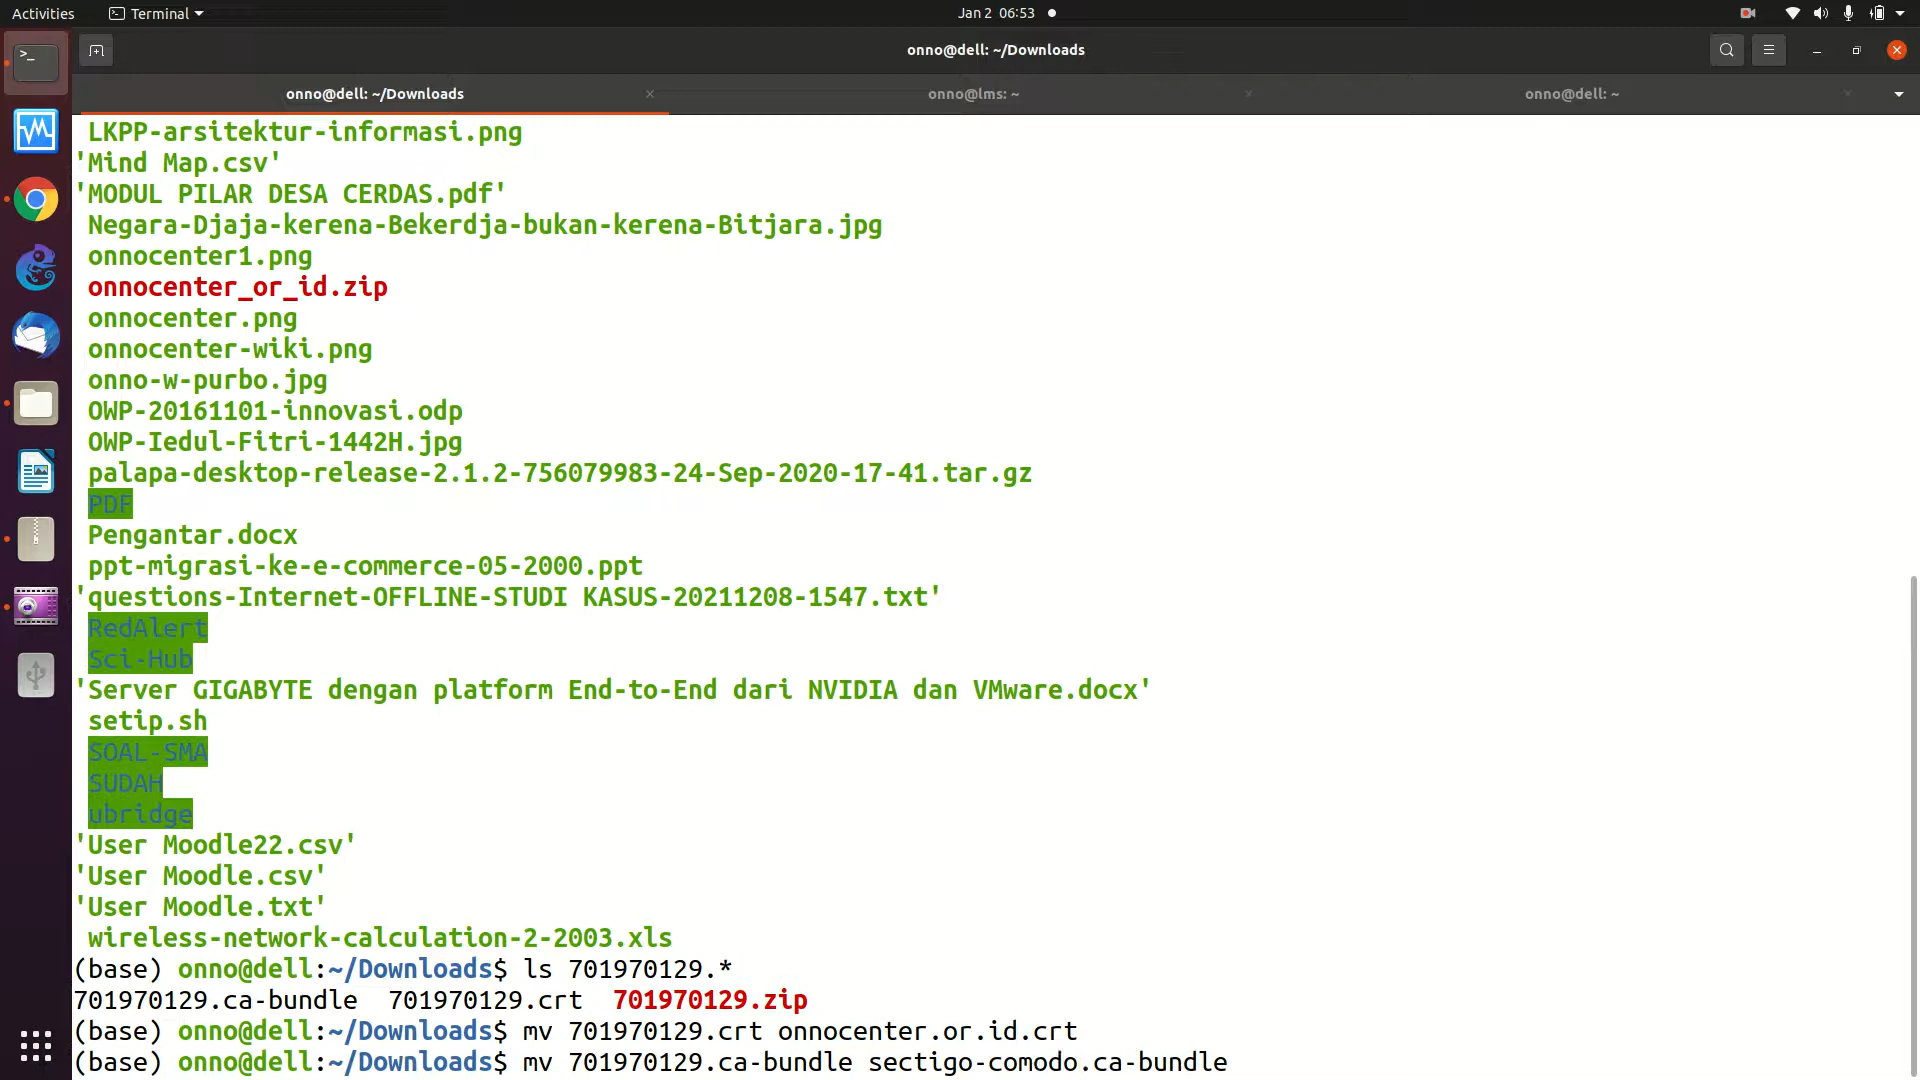 Activities
Terminal
Jan 2 06:53
onno@dell: ~/Downloads
onno@dell: ~/Downloads
onno@lms: ~
onno@dell: ~
LKPP-arsitektur-informasi.png
'Mind Map.csv'
'MODUL PILAR DESA CERDAS.pdf'
Negara-Djaja-kerena-Bekerdja-bukan-kerena-Bitjara.jpg
onnocenter1.png
onnocenter_or_id.zip
onnocenter.png
onnocenter-wiki.png
onno-w-purbo.jpg
OWP-20161101-innovasi.odp
OWP-Iedul-Fitri-1442H.jpg
palapa-desktop-release-2.1.2-756079983-24-Sep-2020-17-41.tar.gz
PDF
Pengantar.docx
ppt-migrasi-ke-e-commerce-05-2000.ppt
'questions-Internet-OFFLINE-STUDI KASUS-20211208-1547.txt'
RedAlert
Sci-Hub
'Server GIGABYTE dengan platform End-to-End dari NVIDIA dan VMware.docx'
setip.sh
SOAL-SMA
SUDAH
ubridge
'User Moodle22.csv'
'User Moodle.csv'
'User Moodle.txt'
wireless-network-calculation-2-2003.xls
(base) onno@dell:~/Downloads$ ls 701970129.*
701970129.ca-bundle  701970129.crt  701970129.zip
(base) onno@dell:~/Downloads$ mv 701970129.crt onnocenter.or.id.crt
(base) onno@dell:~/Downloads$ mv 701970129.ca-bundle sectigo-comodo.ca-bundle